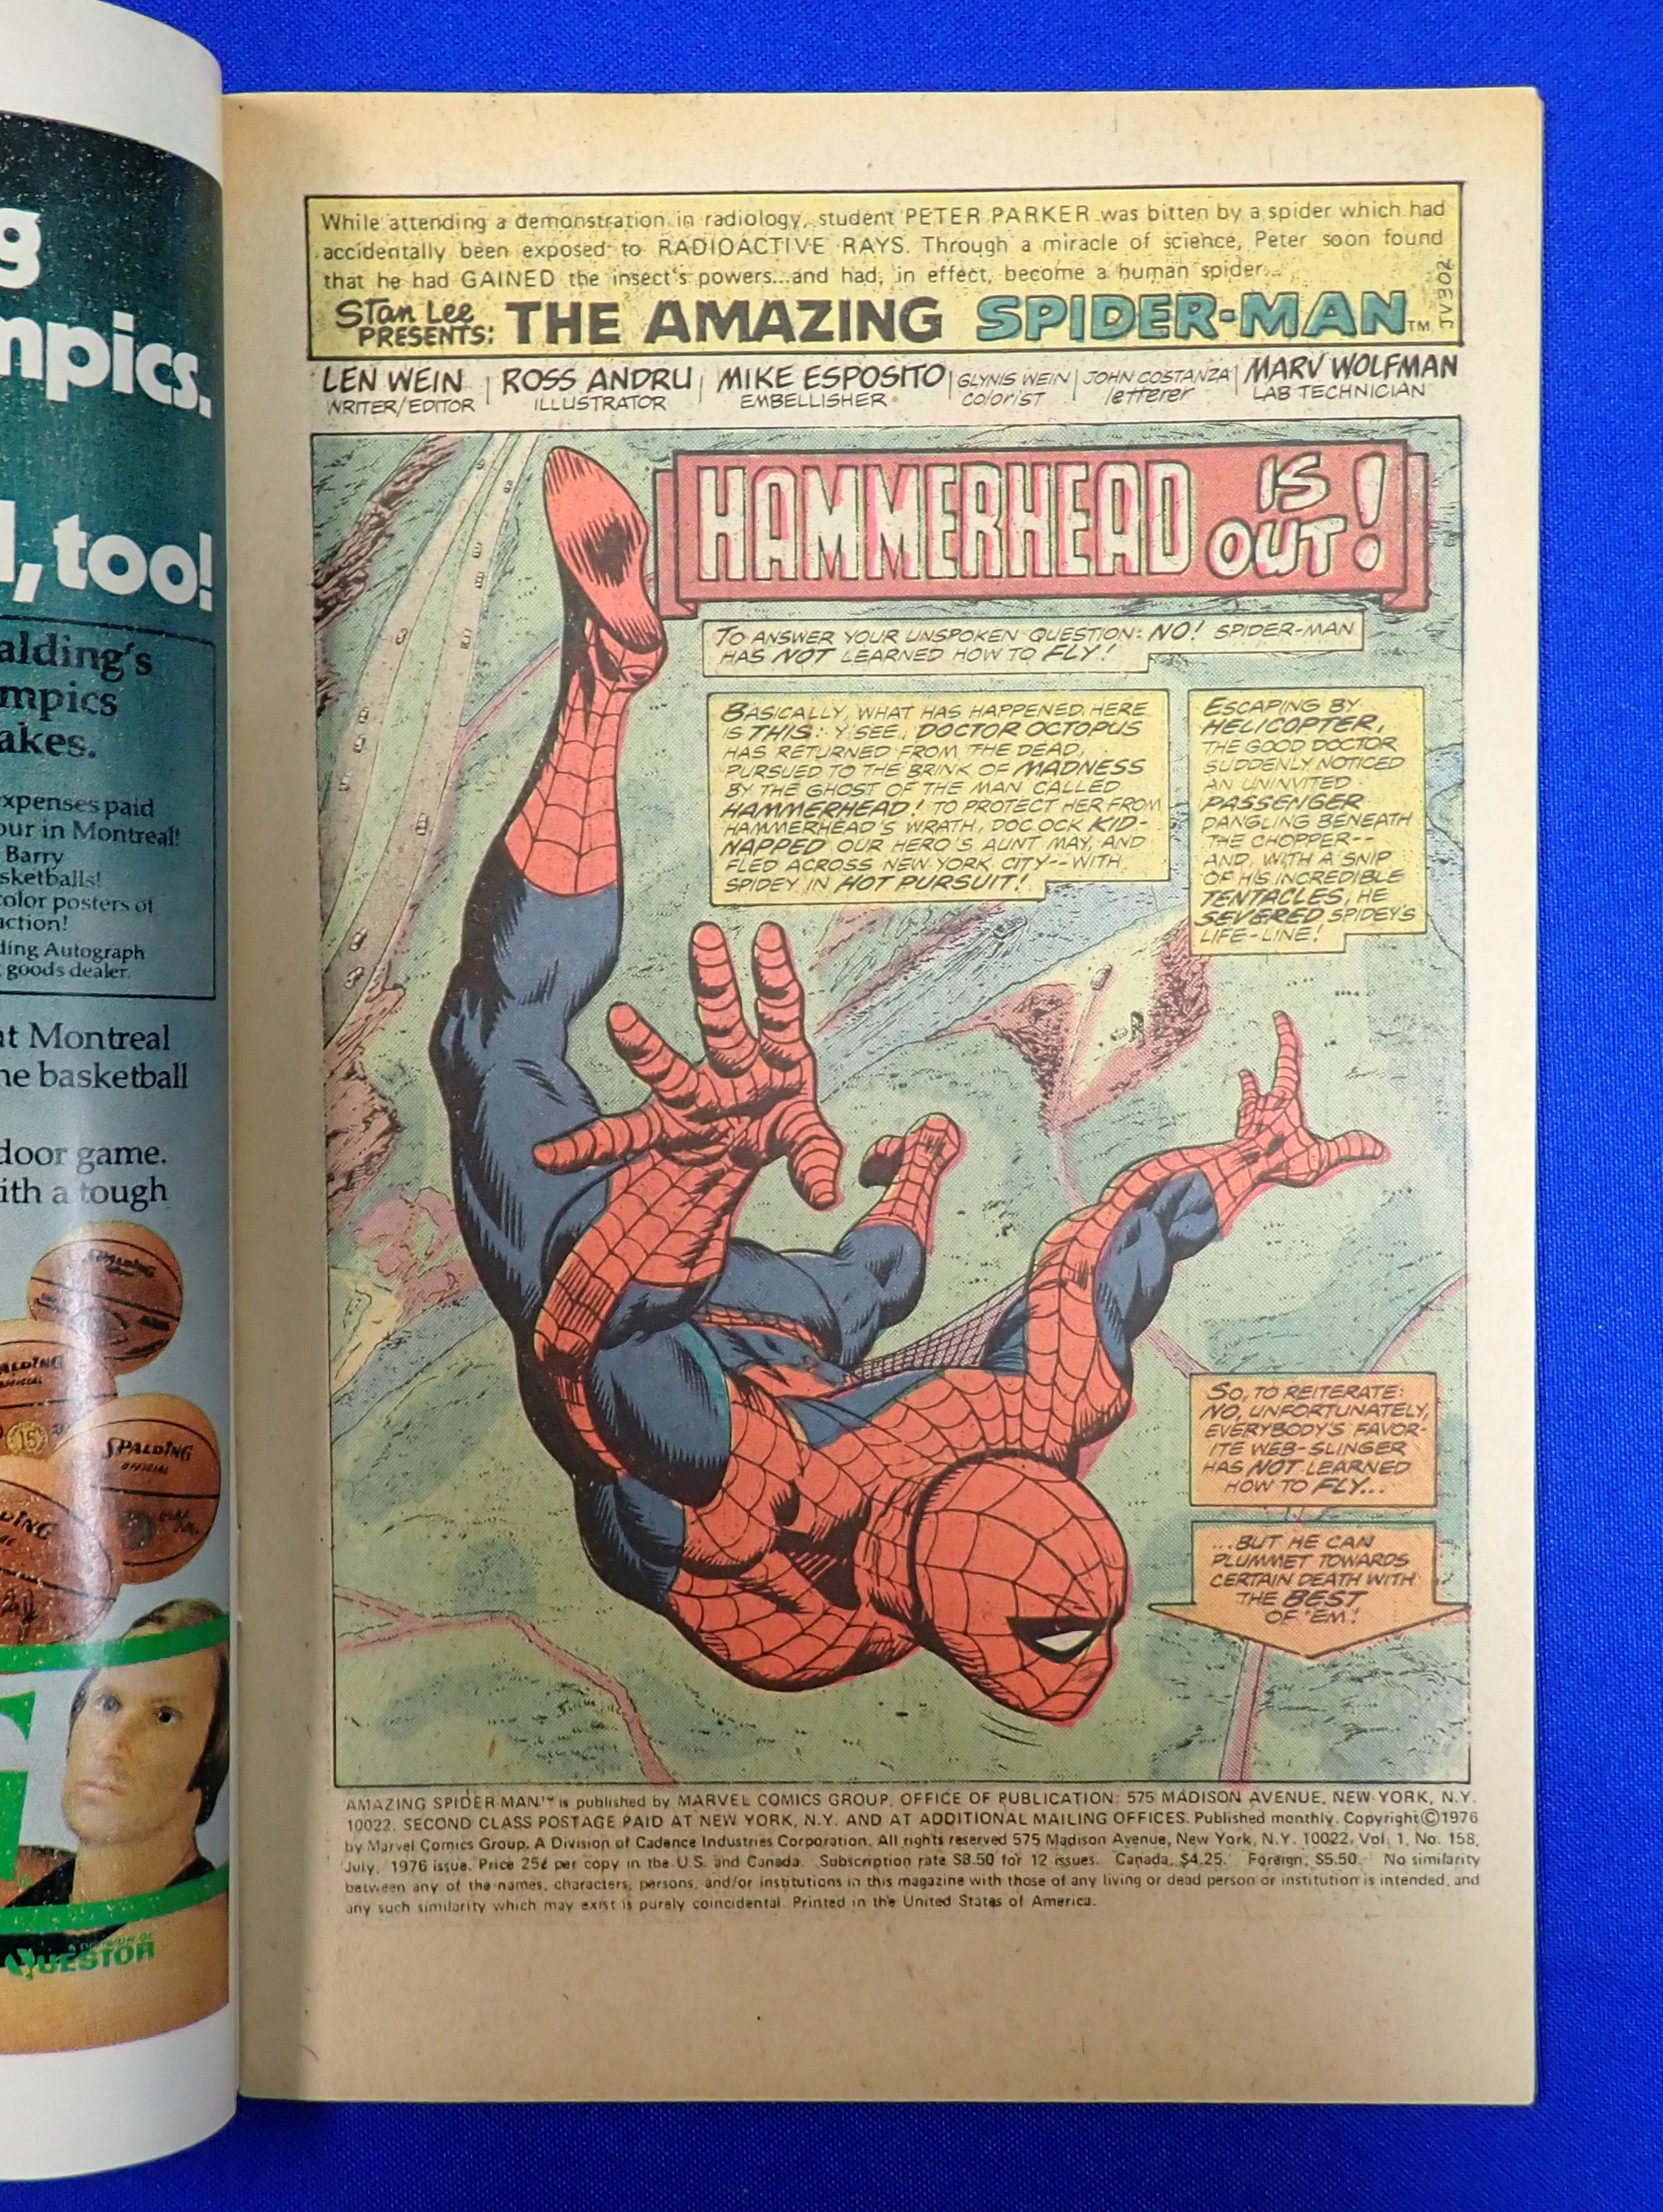 g
mpics.
l, too!
alding's
mpics
akes.
xpenses paid
our in Montreal!
Barry
sketballs!
color posters of
action!
ding Autograph
goods dealer.
at Montreal
he basketball
door game.
with a tough
SPALDING
SPALDING
OFFICIAL
15
SPALDING
OFFICIAL
QUESTOR
While attending a demonstration in radiology, student PETER PARKER was bitten by a spider which had
accidentally been exposed to RADIOACTIVE RAYS. Through a miracle of science, Peter soon found
that he had GAINED the insect's powers...and had, in effect, become a human spider...
Stan Lee
PRESENTS: THE AMAZING SPIDER-MAN™
JV302
LEN WEIN | ROSS ANDRU | MIKE ESPOSITO | GLYNIS WEIN | JOHN COSTANZA | MARV WOLFMAN
WRITER/EDITOR ILLUSTRATOR EMBELLISHER colorist letterer LAB TECHNICIAN
HAMMERHEAD IS
OUT!
TO ANSWER YOUR UNSPOKEN QUESTION: NO! SPIDER-MAN
HAS NOT LEARNED HOW TO FLY!
BASICALLY, WHAT HAS HAPPENED HERE
IS THIS: Y'SEE, DOCTOR OCTOPUS
HAS RETURNED FROM THE DEAD,
PURSUED TO THE BRINK OF MADNESS
BY THE GHOST OF THE MAN CALLED
HAMMERHEAD! TO PROTECT HER FROM
HAMMERHEAD'S WRATH, DOC OCK KID-
NAPPED OUR HERO'S AUNT MAY, AND
FLED ACROSS NEW YORK CITY--WITH
SPIDEY IN HOT PURSUIT!
ESCAPING BY
HELICOPTER,
THE GOOD DOCTOR
SUDDENLY NOTICED
AN UNINVITED
PASSENGER
DANGLING BENEATH
THE CHOPPER--
AND, WITH A SNIP
OF HIS INCREDIBLE
TENTACLES, HE
SEVERED SPIDEY'S
LIFE-LINE!
SO, TO REITERATE:
NO, UNFORTUNATELY,
EVERYBODY'S FAVOR-
ITE WEB-SLINGER
HAS NOT LEARNED
HOW TO FLY...
...BUT HE CAN
PLUMMET TOWARDS
CERTAIN DEATH WITH
THE BEST
OF 'EM!
AMAZING SPIDER-MAN™ is published by MARVEL COMICS GROUP, OFFICE OF PUBLICATION: 575 MADISON AVENUE, NEW YORK, N.Y.
10022. SECOND CLASS POSTAGE PAID AT NEW YORK, N.Y. AND AT ADDITIONAL MAILING OFFICES. Published monthly. Copyright ©1976
by Marvel Comics Group. A Division of Cadence Industries Corporation. All rights reserved 575 Madison Avenue, New York, N.Y. 10022. Vol. 1, No. 158,
July, 1976 issue. Price 25¢ per copy in the U.S. and Canada. Subscription rate $3.50 for 12 issues. Canada, $4.25. Foreign, $5.50. No similarity
between any of the names, characters, persons, and/or institutions in this magazine with those of any living or dead person or institution is intended, and
any such similarity which may exist is purely coincidental. Printed in the United States of America.